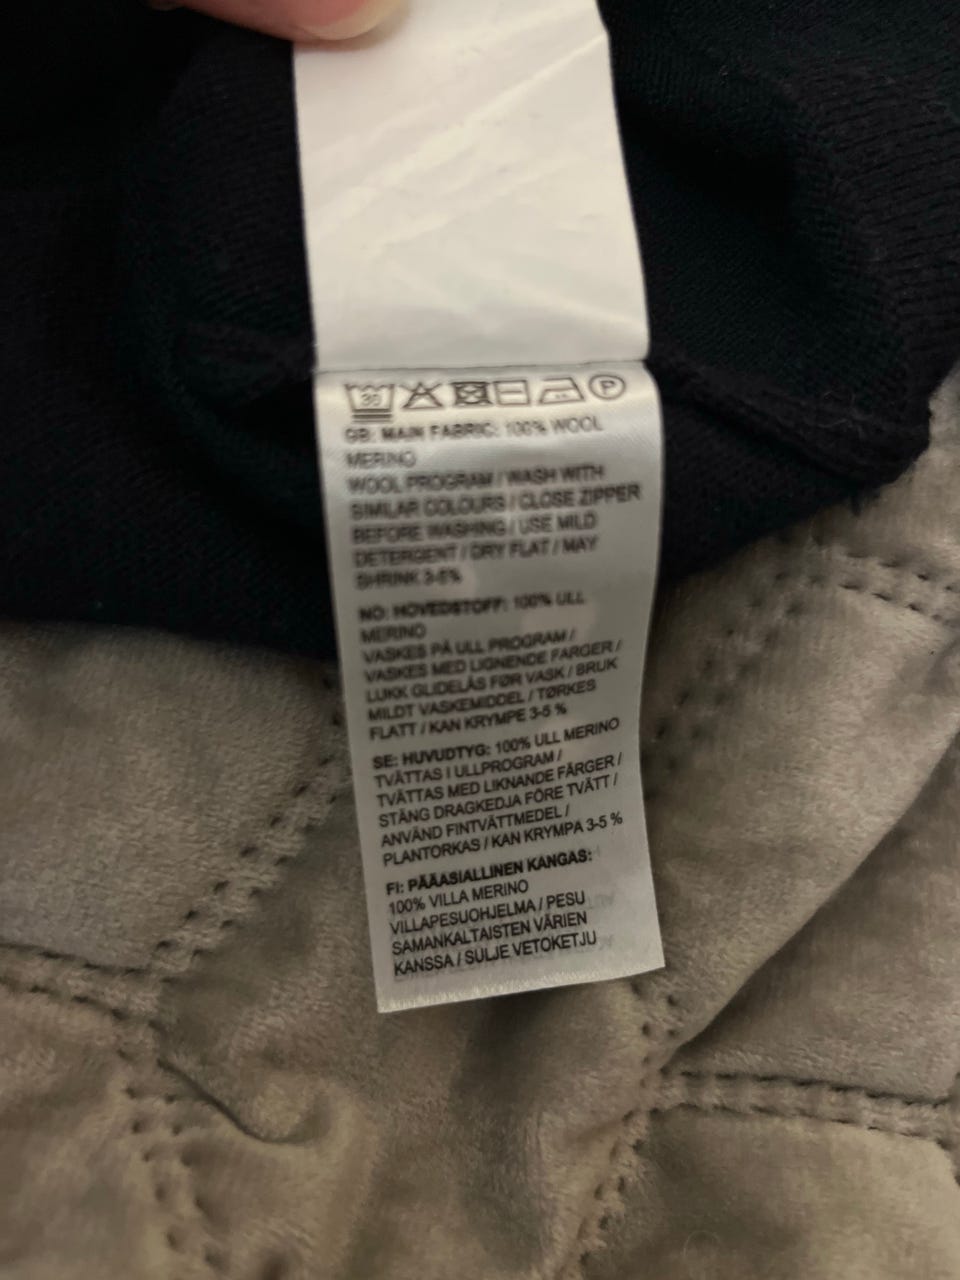 30
P
GB: MAIN FABRIC: 100% WOOL
MERINO
WOOL PROGRAM / WASH WITH
SIMILAR COLOURS / CLOSE ZIPPER
BEFORE WASHING / USE MILD
DETERGENT / DRY FLAT / MAY
SHRINK 3-5%
NO: HOVEDSTOFF: 100% ULL
MERINO
VASKES PÅ ULL PROGRAM /
VASKES MED LIGNENDE FARGER /
LUKK GLIDELÅS FØR VASK / BRUK
MILDT VASKEMIDDEL / TØRKES
FLATT / KAN KRYMPE 3-5 %
SE: HUVUDTYG: 100% ULL MERINO
TVÄTTAS I ULLPROGRAM /
TVÄTTAS MED LIKNANDE FÄRGER /
STÄNG DRAGKEDJA FÖRE TVÄTT /
ANVÄND FINTVÄTTMEDEL /
PLANTORKAS / KAN KRYMPA 3-5 %
FI: PÄÄASIALLINEN KANGAS:
100% VILLA MERINO
VILLAPESUOHJELMA / PESU
SAMANKALTAISTEN VÄRIEN
KANSSA / SULJE VETOKETJU